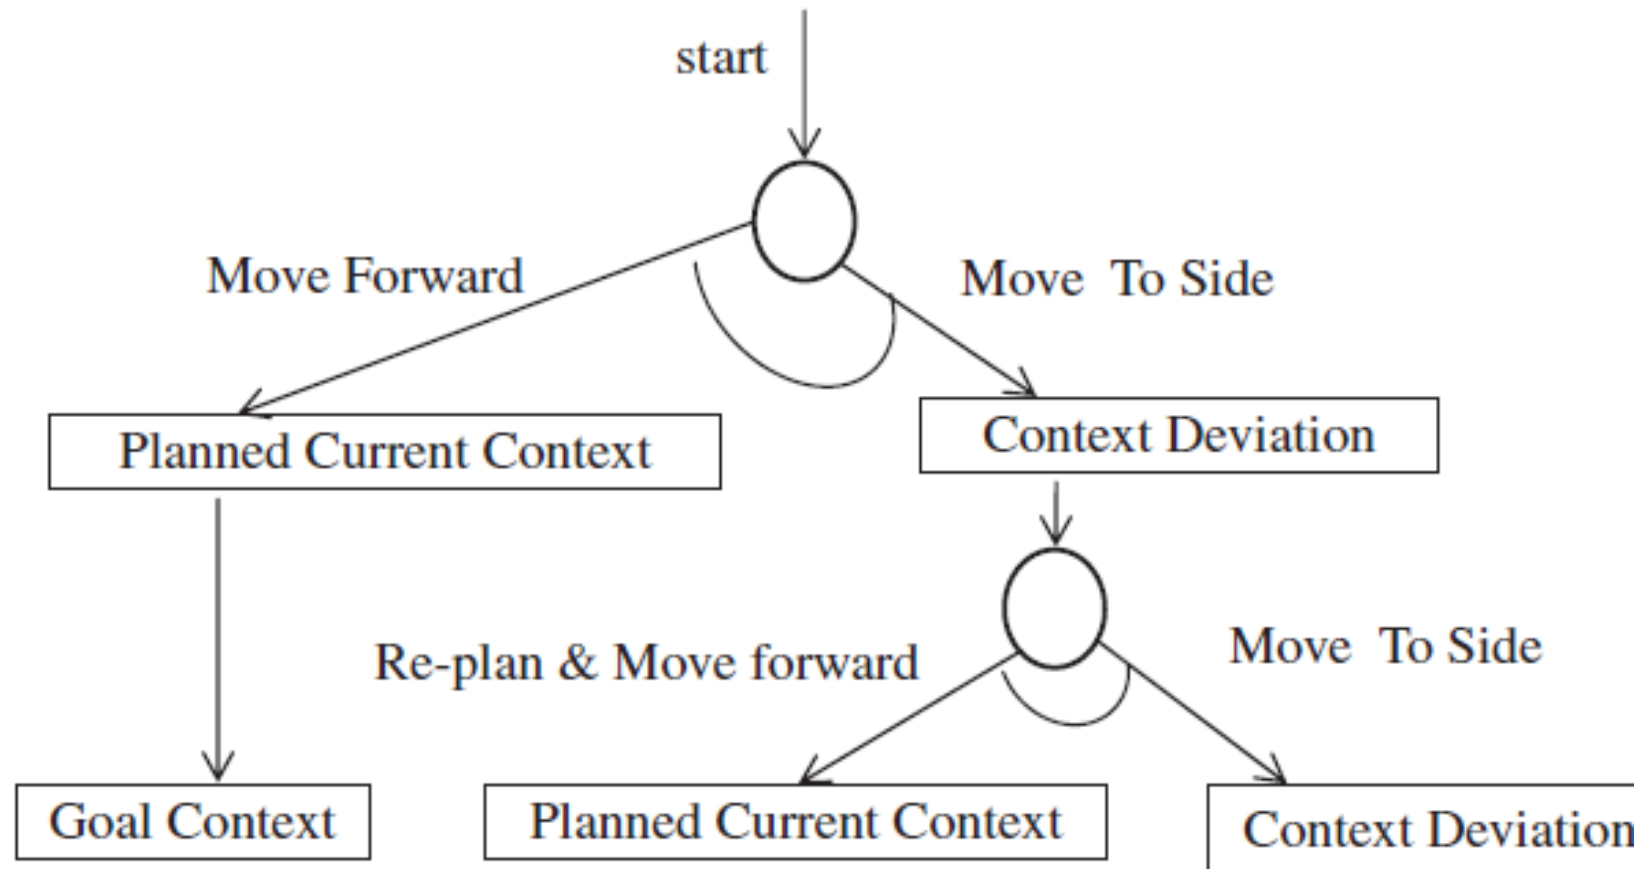 start
Move Forward
Move To Side
Planned Current Context
Context Deviation
Re-plan & Move forward
Move To Side
Goal Context
Planned Current Context
Context Deviation